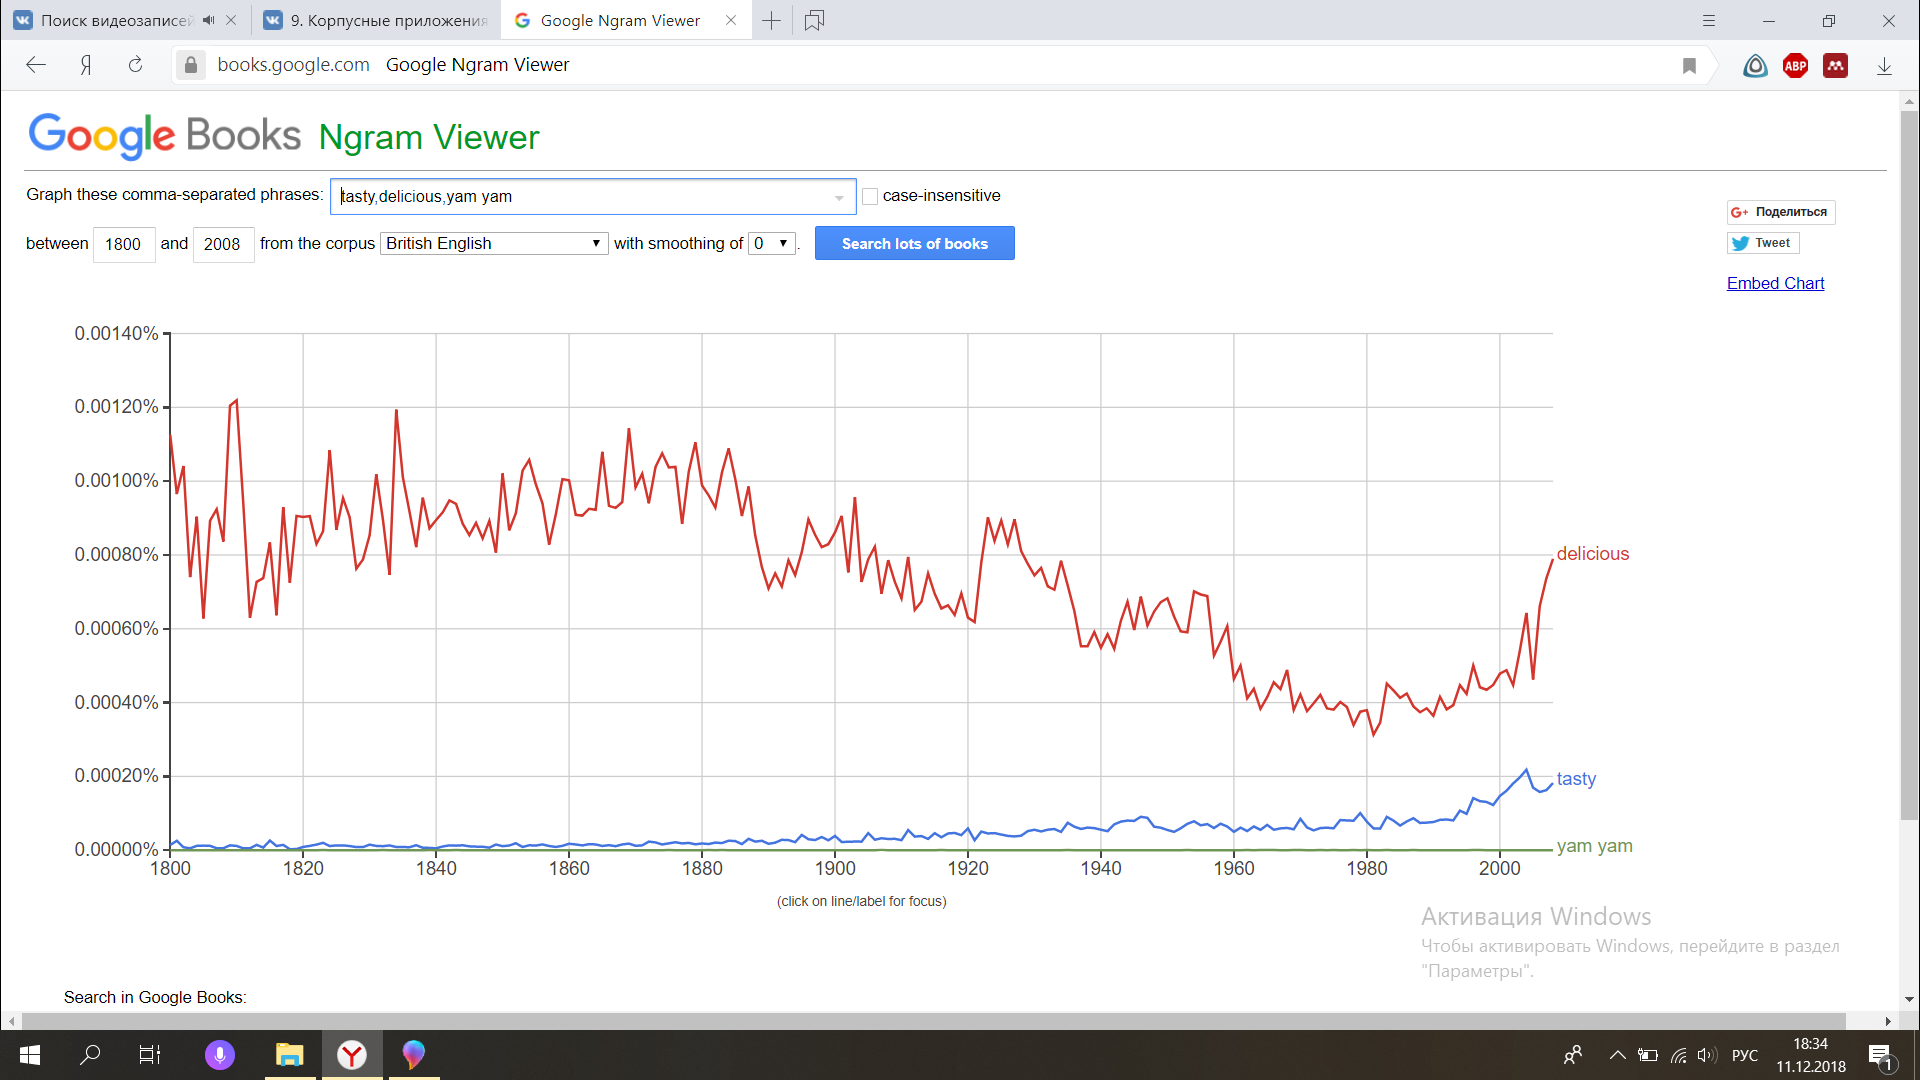 Поиск видеозаписей
9. Корпусные приложения
Google Ngram Viewer
Я
books.google.com Google Ngram Viewer
ABP
Google Books Ngram Viewer
Graph these comma-separated phrases: tasty,delicious,yam yam case-insensitive
between 1800 and 2008 from the corpus British English with smoothing of 0 . Search lots of books
G+ Поделиться
Tweet
Embed Chart
0.00140%
0.00120%
0.00100%
0.00080%
0.00060%
0.00040%
0.00020%
0.00000%
delicious
tasty
yam yam
1800 1820 1840 1860 1880 1900 1920 1940 1960 1980 2000
(click on line/label for focus)
Активация Windows
Чтобы активировать Windows, перейдите в раздел
"Параметры".
Search in Google Books:
РУС
18:34
11.12.2018
1